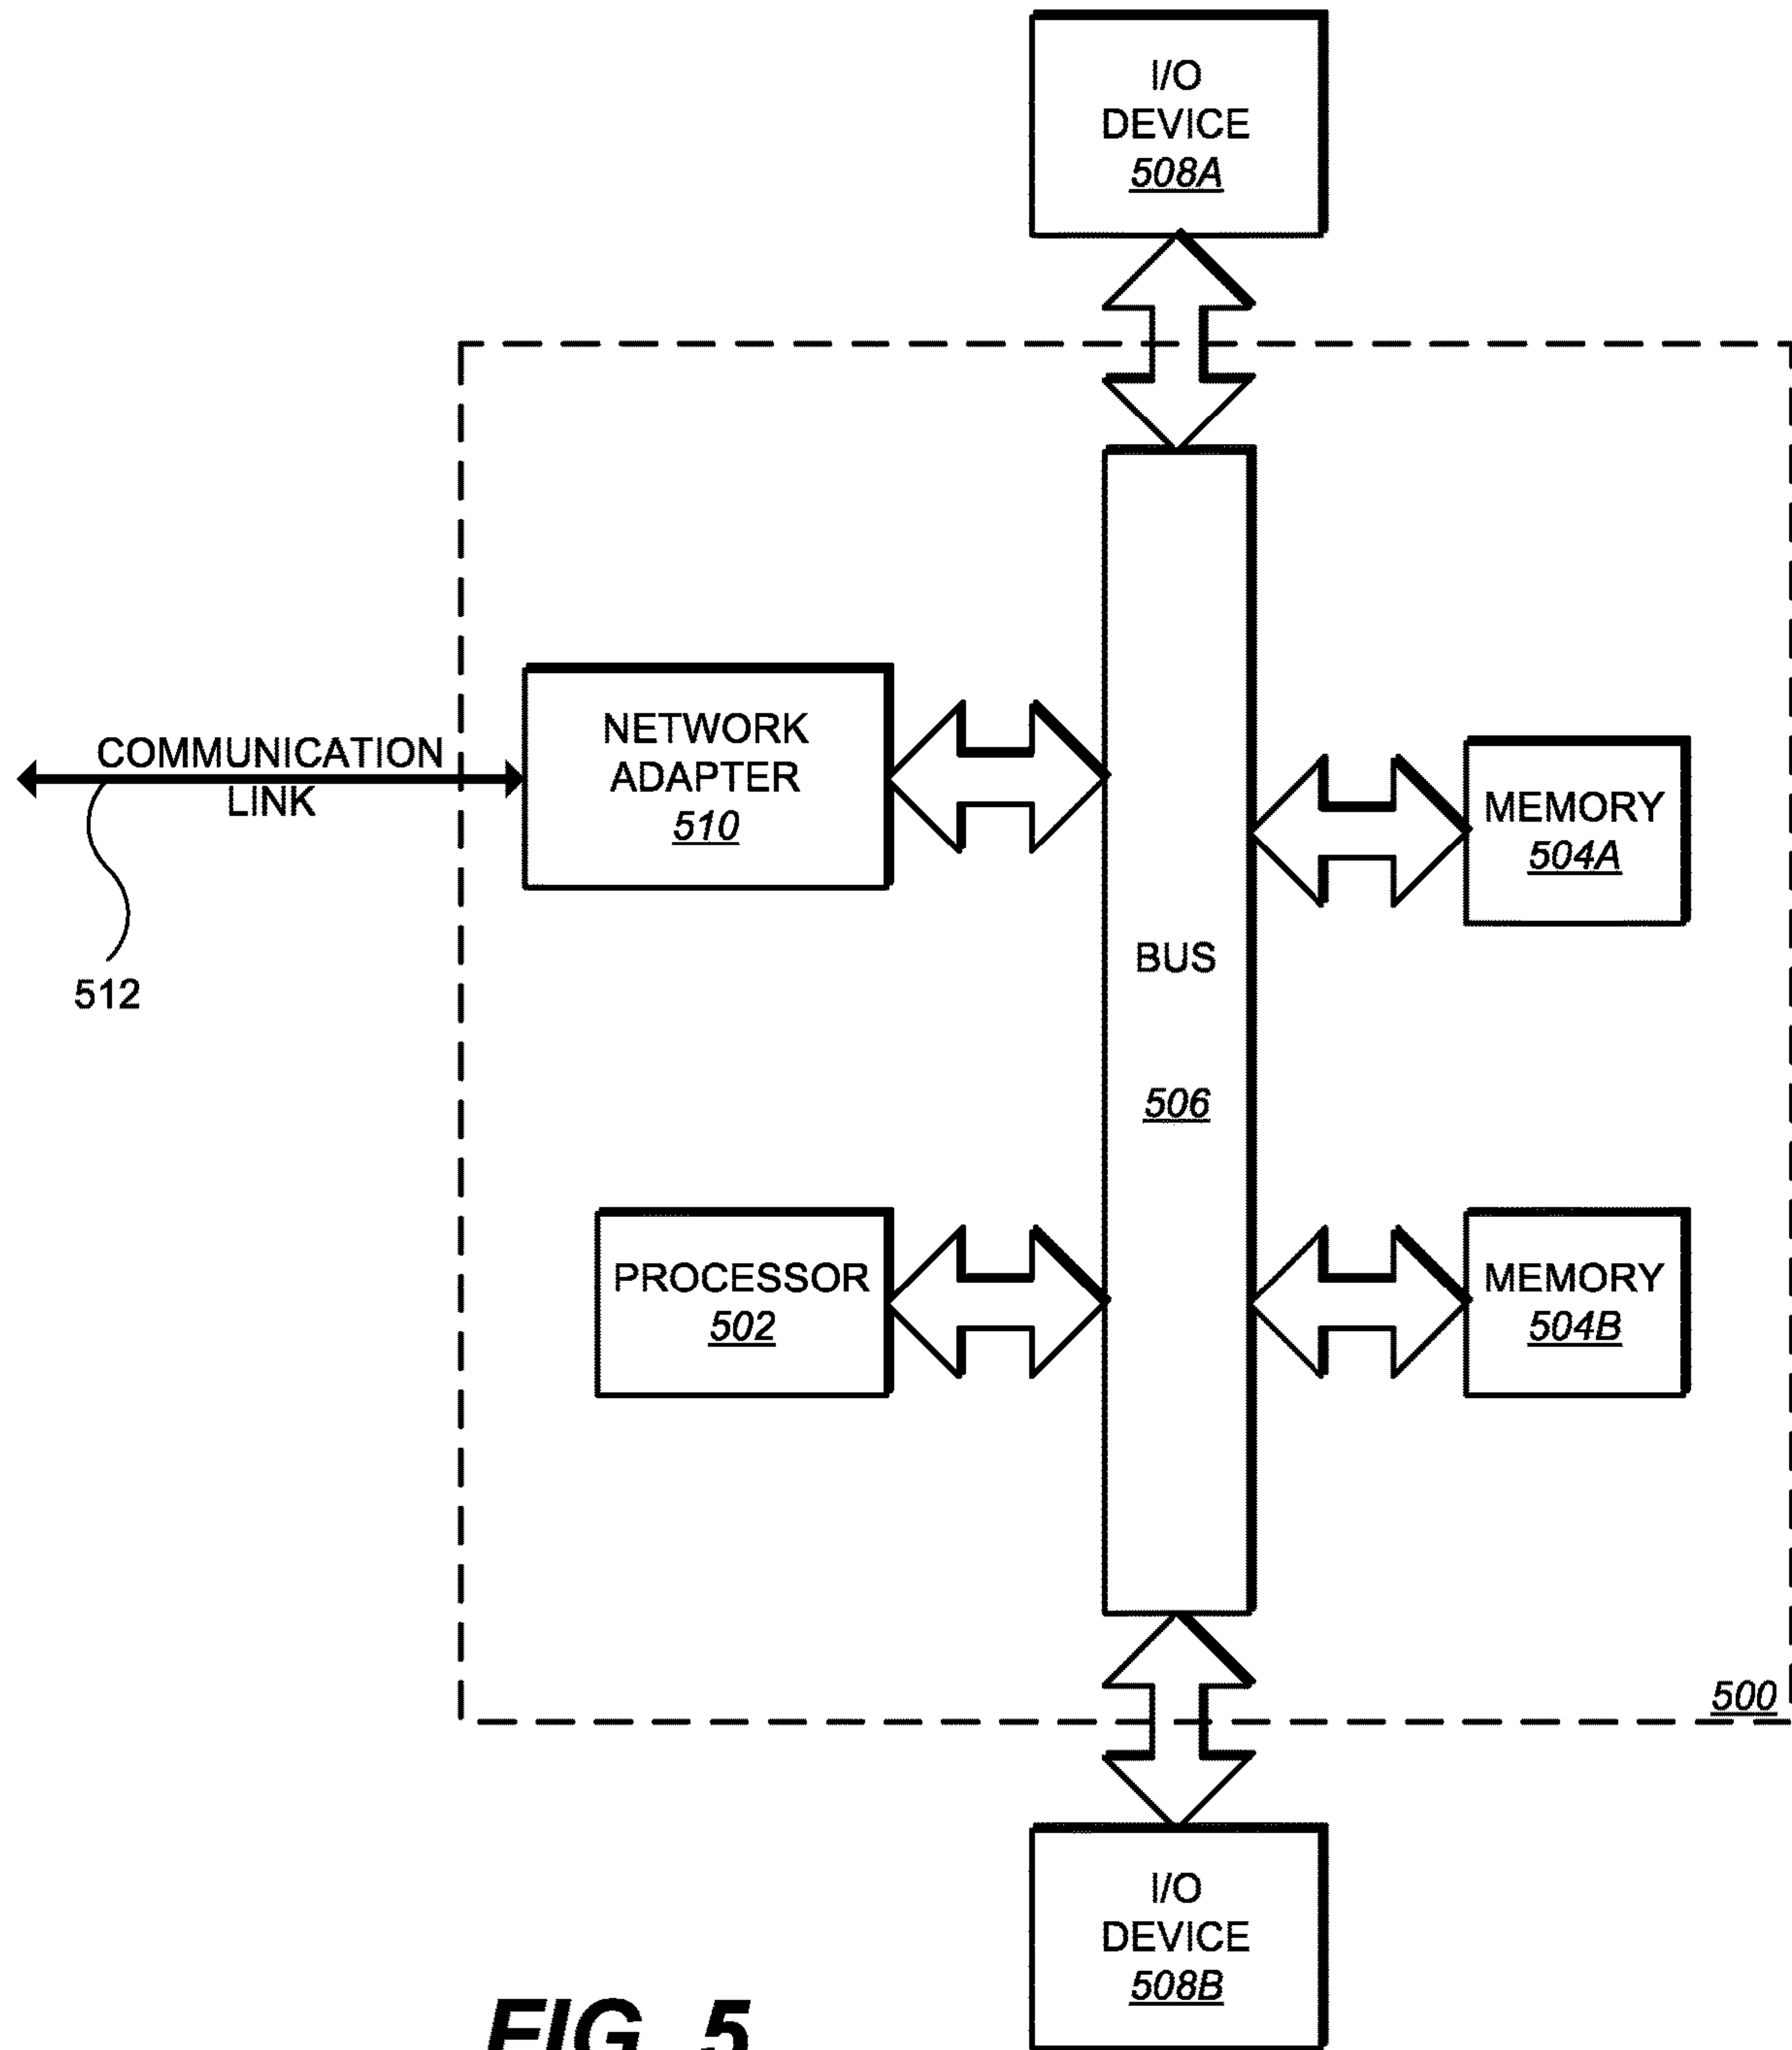 I/O
DEVICE
508A
COMMUNICATION
LINK
512
NETWORK
ADAPTER
510
MEMORY
504A
BUS
506
PROCESSOR
502
MEMORY
504B
500
I/O
DEVICE
508B
FIG. 5